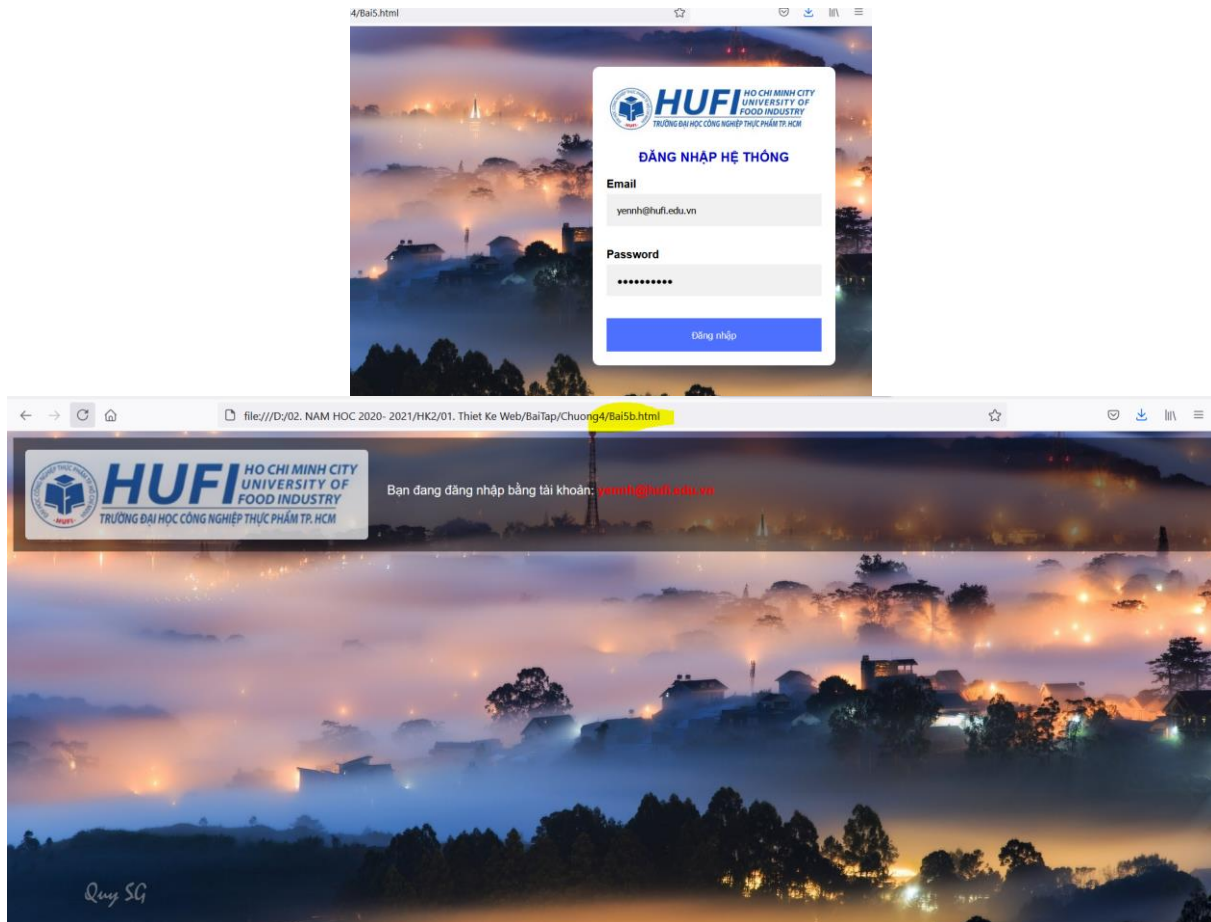 4/Bai5.html
HUFI HO CHI MINH CITY
UNIVERSITY OF
FOOD INDUSTRY
TRƯỜNG ĐẠI HỌC CÔNG NGHIỆP THỰC PHẨM TP. HCM
ĐĂNG NHẬP HỆ THỐNG
Email
yennh@hufi.edu.vn
Password
••••••••••
Đăng nhập
file:///D:/02. NAM HOC 2020- 2021/HK2/01. Thiet Ke Web/BaiTap/Chuong4/Bai5b.html
HUFI HO CHI MINH CITY
UNIVERSITY OF
FOOD INDUSTRY
TRƯỜNG ĐẠI HỌC CÔNG NGHIỆP THỰC PHẨM TP. HCM
HUFI
Bạn đang đăng nhập bằng tài khoản: yennh@hufi.edu.vn
Quy SG